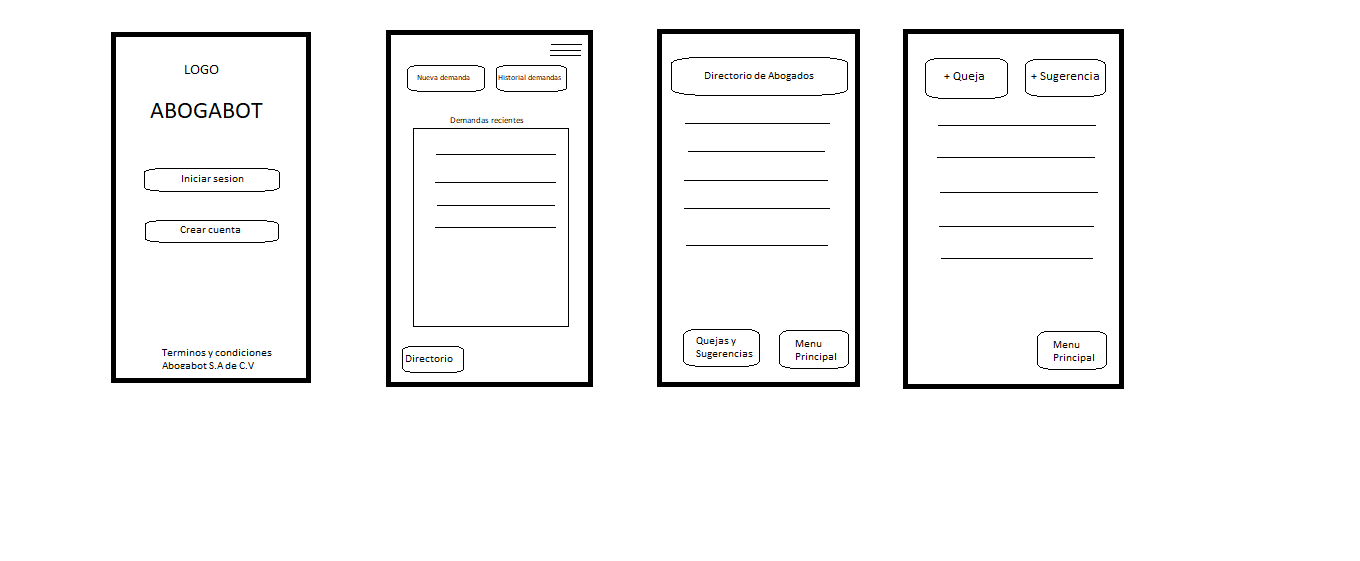 LOGO
ABOGABOT
Iniciar sesion
Crear cuenta
Terminos y condiciones
Abogabot S.A de C.V
Nueva demanda
Historial demandas
Demandas recientes
Directorio
Directorio de Abogados
Quejas y
Sugerencias
Menu
Principal
+ Queja
+ Sugerencia
Menu
Principal